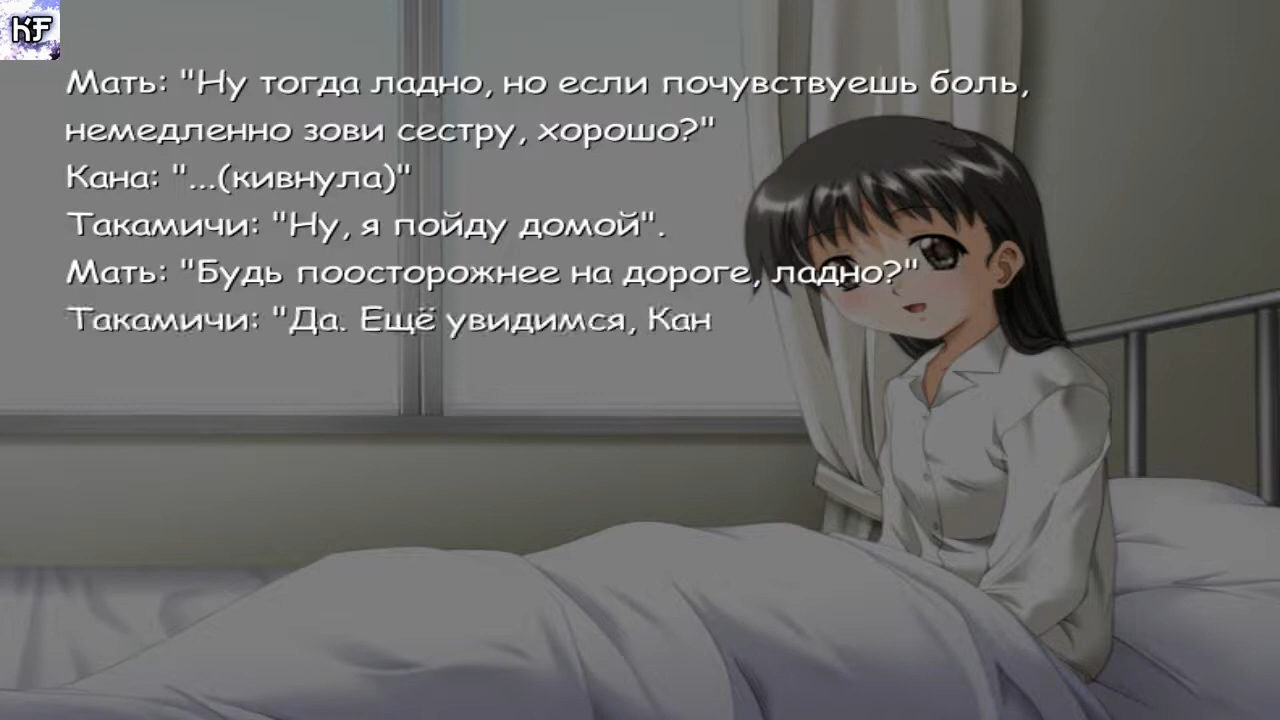 KF
Мать: "Ну тогда ладно, но если почувствуешь боль,
немедленно зови сестру, хорошо?"
Кана: "...(кивнула)"
Такамичи: "Ну, я пойду домой".
Мать: "Будь поосторожнее на дороге, ладно?"
Такамичи: "Да. Ещё увидимся, Кан